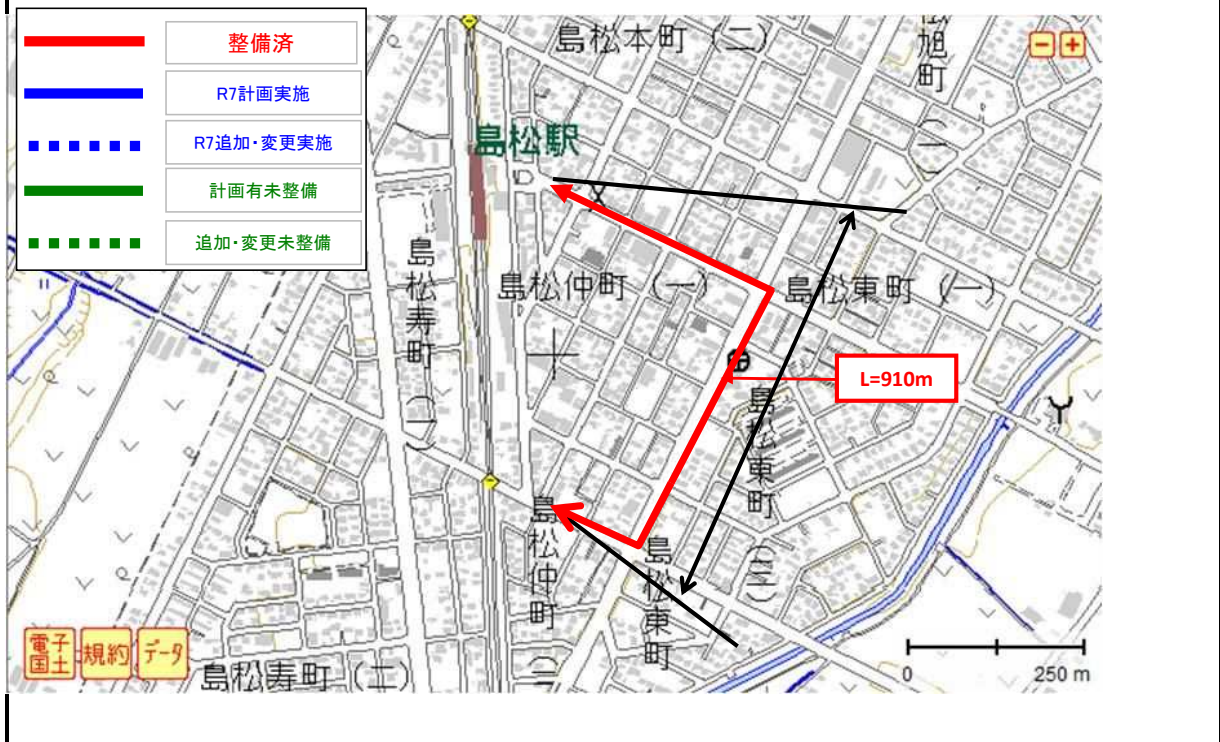 整備済
R7計画実施
R7追加・変更実施
計画有未整備
追加・変更未整備
島松本町（二）
旭町
（一）
島松駅
島松寿町（一）
島松仲町（一）
島松東町（一）
L=910m
島松東町（三）
島松仲町（二）
島松東町
島松寿町（二）
電子国土
規約
データ
0
250 m